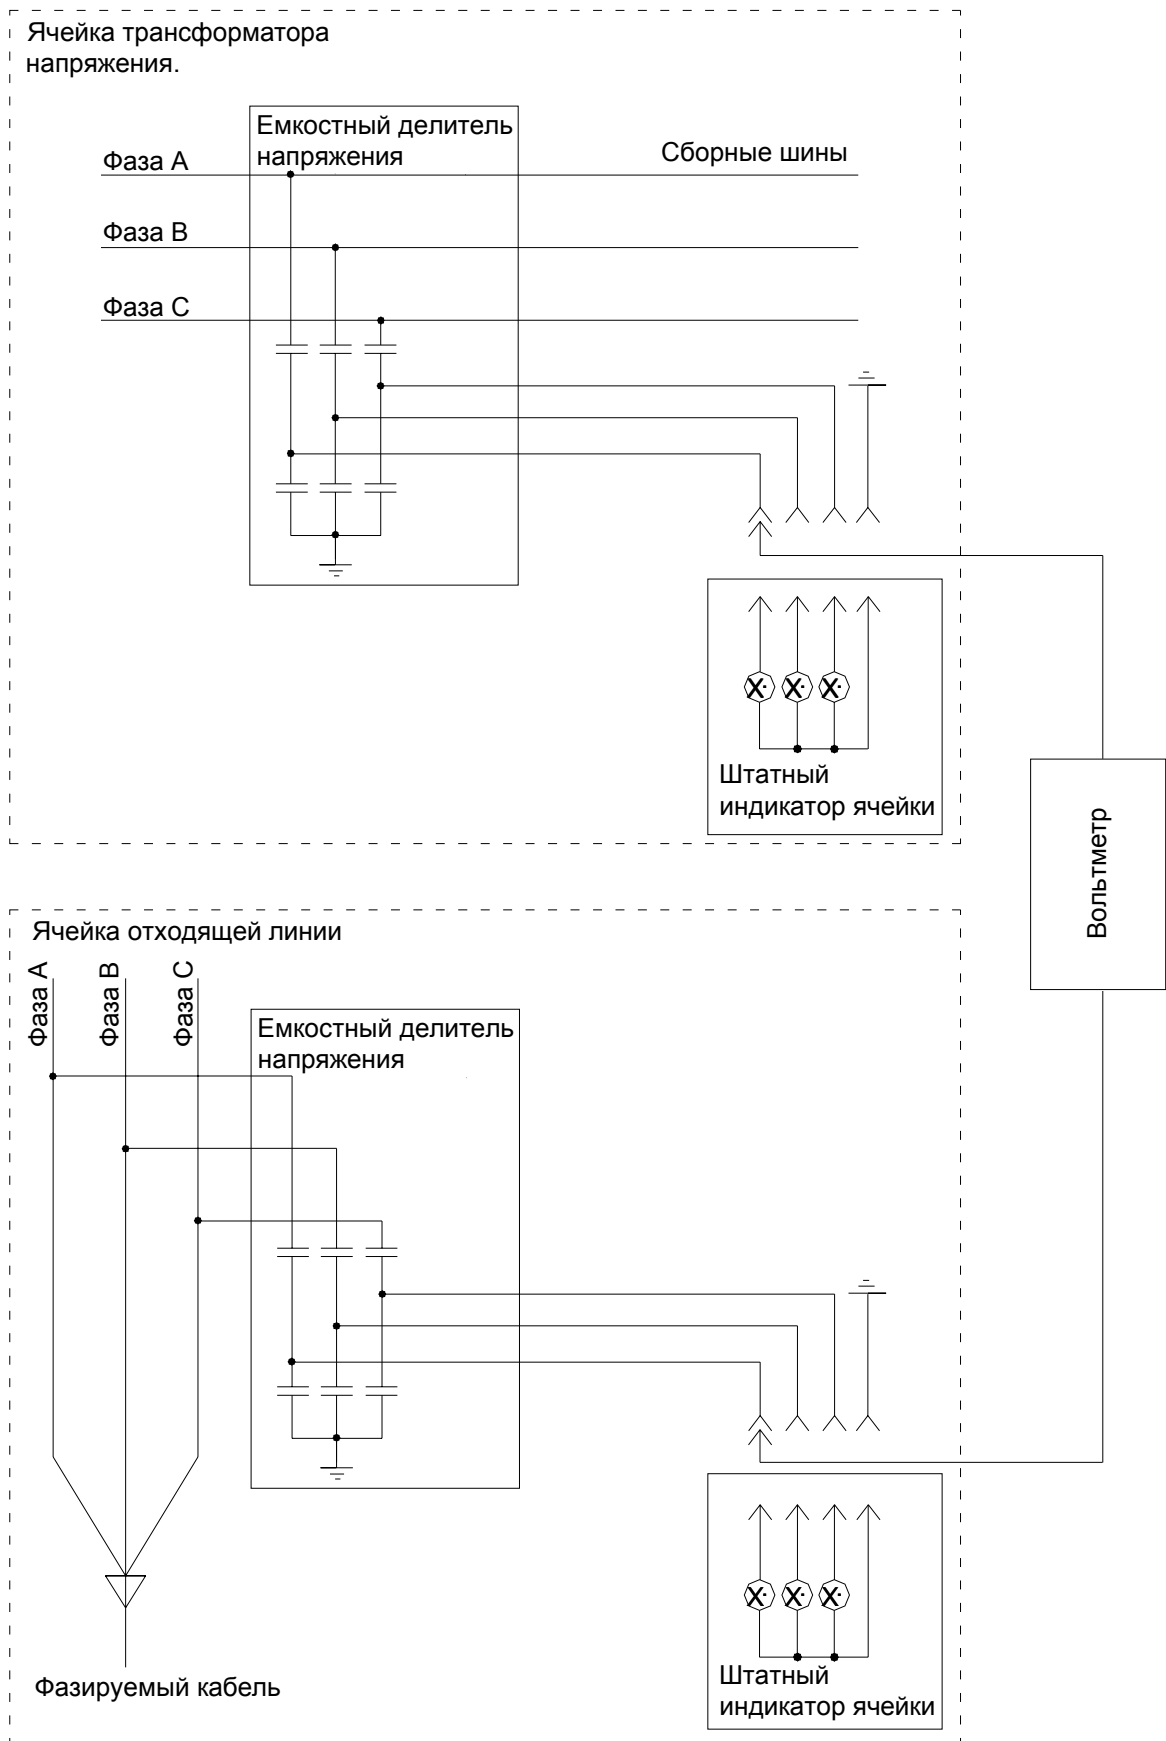 Ячейка трансформатора
напряжения.
Емкостный делитель
напряжения
Сборные шины
Фаза А
Фаза В
Фаза С
Штатный
индикатор ячейки
Вольтметр
Ячейка отходящей линии
Фаза А
Фаза В
Фаза С
Емкостный делитель
напряжения
Штатный
индикатор ячейки
Фазируемый кабель